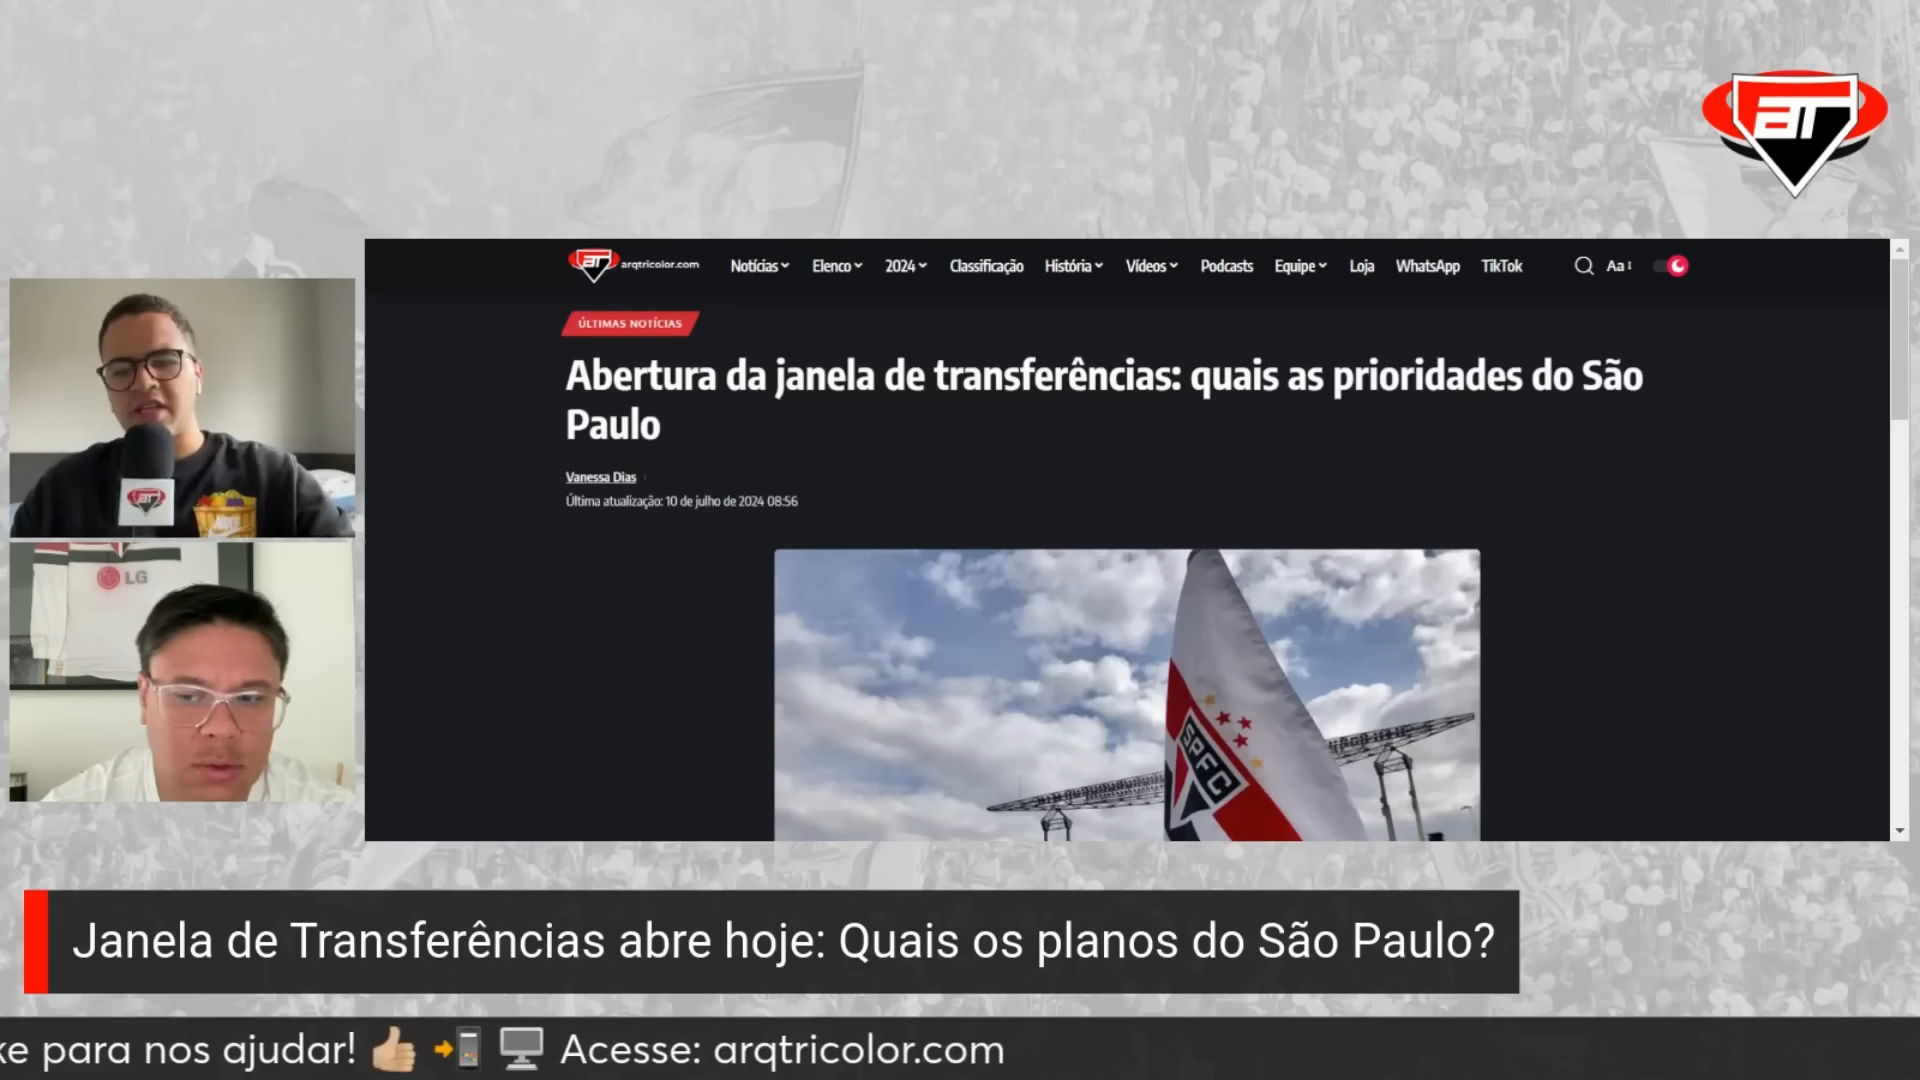 AT
arqtricolor.com
Notícias
Elenco
2024
Classificação
História
Vídeos
Podcasts
Equipe
Loja
WhatsApp
TikTok
Aa
ÚLTIMAS NOTÍCIAS
Abertura da janela de transferências: quais as prioridades do São
Paulo
Vanessa Dias
Última atualização: 10 de julho de 2024 08:56
AT
LG
SPFC
Janela de Transferências abre hoje: Quais os planos do São Paulo?
ke para nos ajudar! 👍🏼 📲 🖥️ Acesse: arqtricolor.com